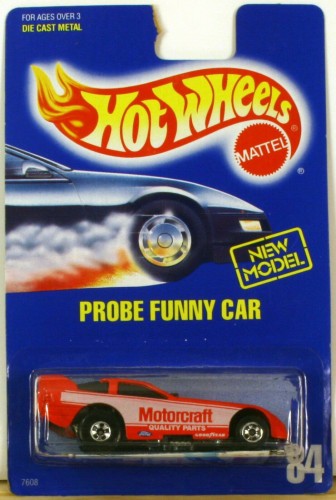 FOR AGES OVER 3
DIE CAST METAL
HOT WHEELS
®
MATTEL
NEW
MODEL
PROBE FUNNY CAR
Motorcraft
QUALITY PARTS
GOODYEAR
7608
84